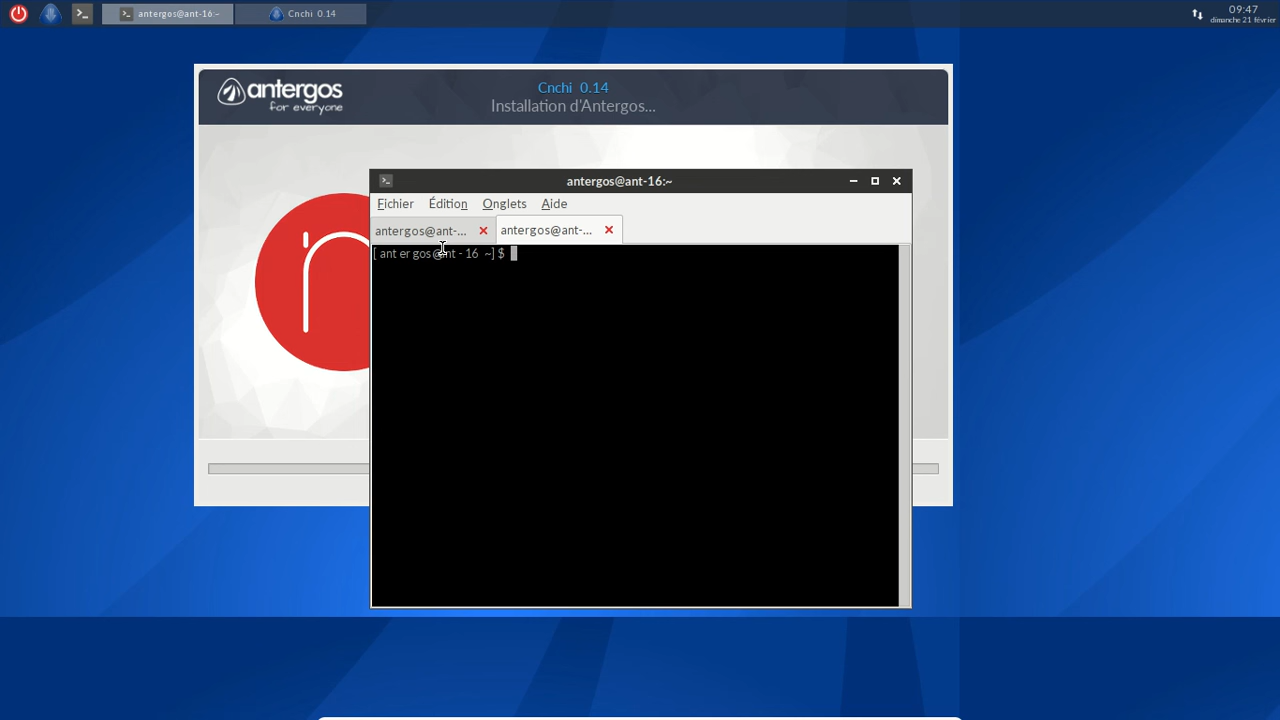 antergos@ant-16:~
Cnchi 0.14
09:47
dimanche 21 février
antergos
for everyone
Cnchi 0.14
Installation d'Antergos...
antergos@ant-16:~
Fichier Édition Onglets Aide
antergos@ant-... antergos@ant-...
[antergos@ant-16 ~]$